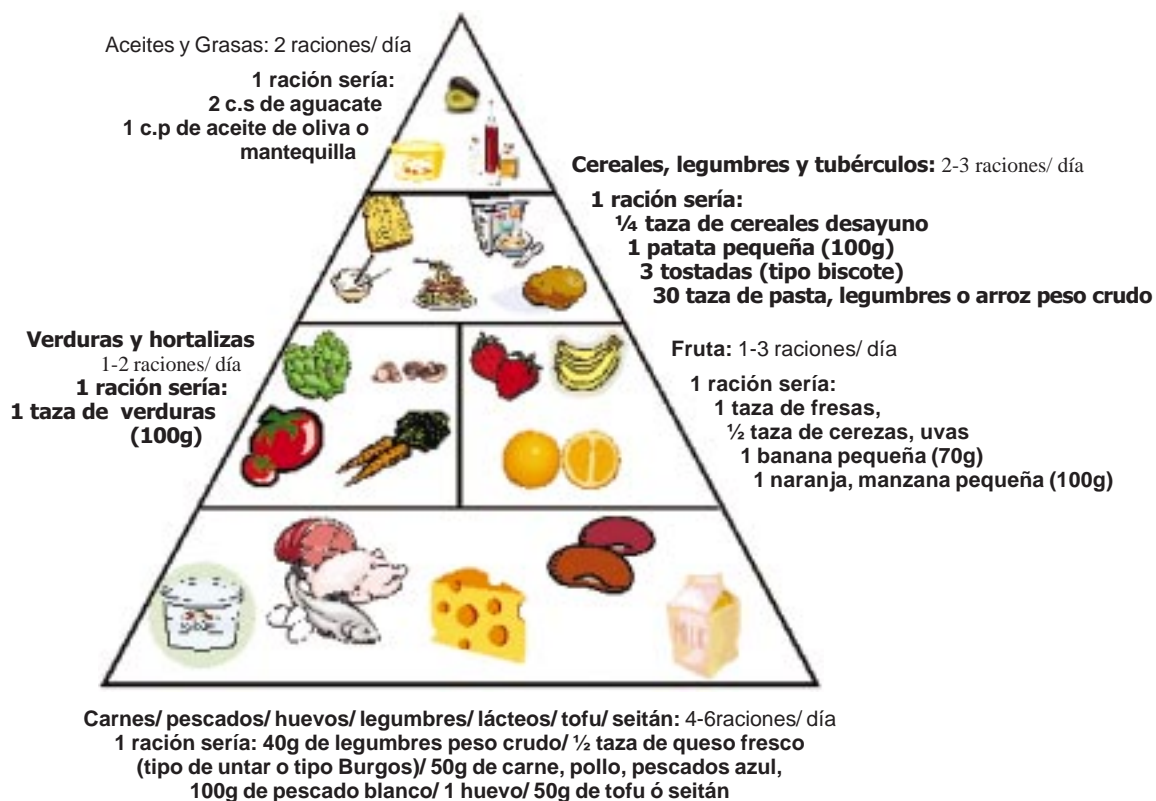 Aceites y Grasas: 2 raciones/ día
1 ración sería:
2 c.s de aguacate
1 c.p de aceite de oliva o
mantequilla
Cereales, legumbres y tubérculos: 2-3 raciones/ día
1 ración sería:
¼ taza de cereales desayuno
1 patata pequeña (100g)
3 tostadas (tipo biscote)
30 taza de pasta, legumbres o arroz peso crudo
Verduras y hortalizas
1-2 raciones/ día
1 ración sería:
1 taza de verduras
(100g)
Fruta: 1-3 raciones/ día
1 ración sería:
1 taza de fresas,
½ taza de cerezas, uvas
1 banana pequeña (70g)
1 naranja, manzana pequeña (100g)
Carnes/ pescados/ huevos/ legumbres/ lácteos/ tofu/ seitán: 4-6raciones/ día
1 ración sería: 40g de legumbres peso crudo/ ½ taza de queso fresco
(tipo de untar o tipo Burgos)/ 50g de carne, pollo, pescados azul,
100g de pescado blanco/ 1 huevo/ 50g de tofu ó seitán